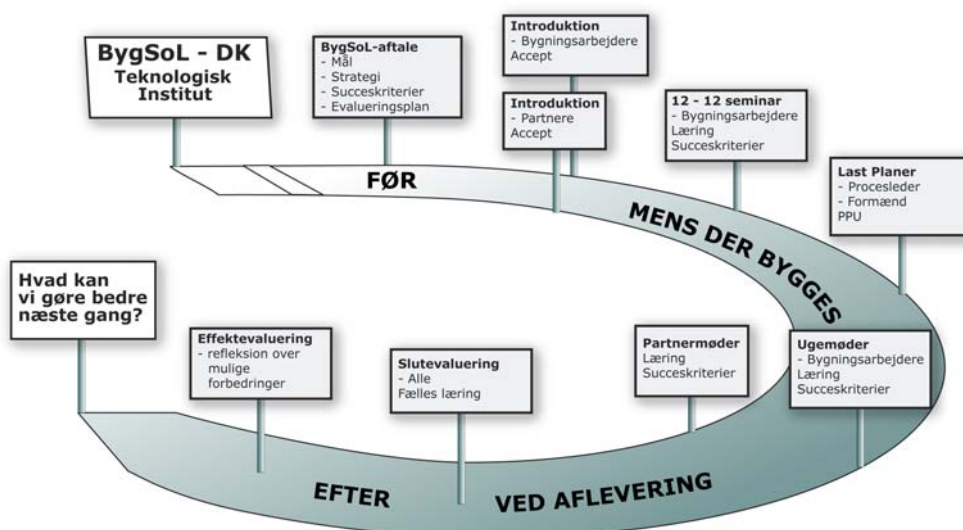 BygSoL - DK
Teknologisk
Institut
BygSoL-aftale
- Mål
- Strategi
- Succeskriterier
- Evalueringsplan
Introduktion
- Bygningsarbejdere
Accept
Introduktion
- Partnere
Accept
12 - 12 seminar
- Bygningsarbejdere
Læring
Succeskriterier
Last Planer
- Procesleder
- Formænd
PPU
FØR
MENS DER BYGGES
Ugemøder
- Bygningsarbejdere
Læring
Succeskriterier
Partnermøder
Læring
Succeskriterier
VED AFLEVERING
Slutevaluering
- Alle
Fælles læring
EFTER
Effektevaluering
- refleksion over
mulige
forbedringer
Hvad kan
vi gøre bedre
næste gang?